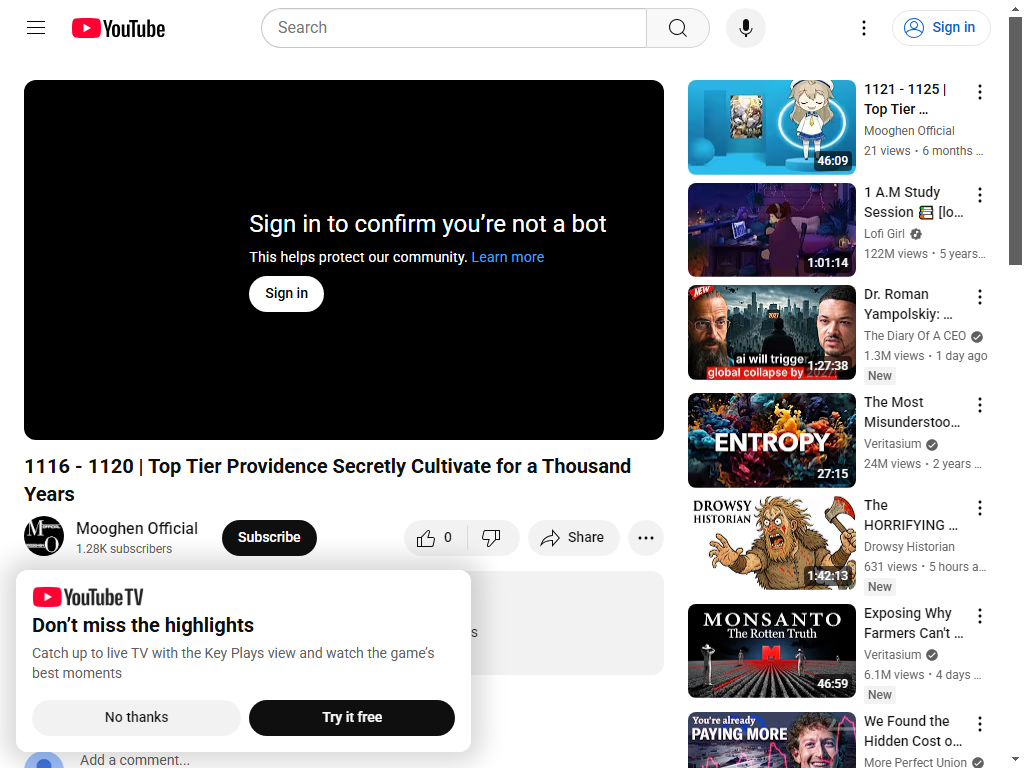 YouTube
Search
Sign in
Sign in to confirm you’re not a bot
This helps protect our community. Learn more
Sign in
1116 - 1120 | Top Tier Providence Secretly Cultivate for a Thousand
Years
Mooghen Official
1.28K subscribers
Subscribe
0
Share
s
YouTube TV
Don’t miss the highlights
Catch up to live TV with the Key Plays view and watch the game’s
best moments
No thanks
Try it free
Add a comment...
46:09
1121 - 1125 |
Top Tier ...
Mooghen Official
21 views • 6 months ...
1:01:14
1 A.M Study
Session 📚 [lo...
Lofi Girl
122M views • 5 years...
NEW
2027
ai will trigge
global collapse by
1:27:38
Dr. Roman
Yampolskiy: ...
The Diary Of A CEO
1.3M views • 1 day ago
New
ENTROPY
27:15
The Most
Misunderstoo...
Veritasium
24M views • 2 years ...
DROWSY
HISTORIAN
1:42:13
The
HORRIFYING ...
Drowsy Historian
631 views • 5 hours a...
New
MONSANTO
The Rotten Truth
46:59
Exposing Why
Farmers Can't ...
Veritasium
6.1M views • 4 days ...
New
You're already
PAYING MORE
We Found the
Hidden Cost o...
More Perfect Union